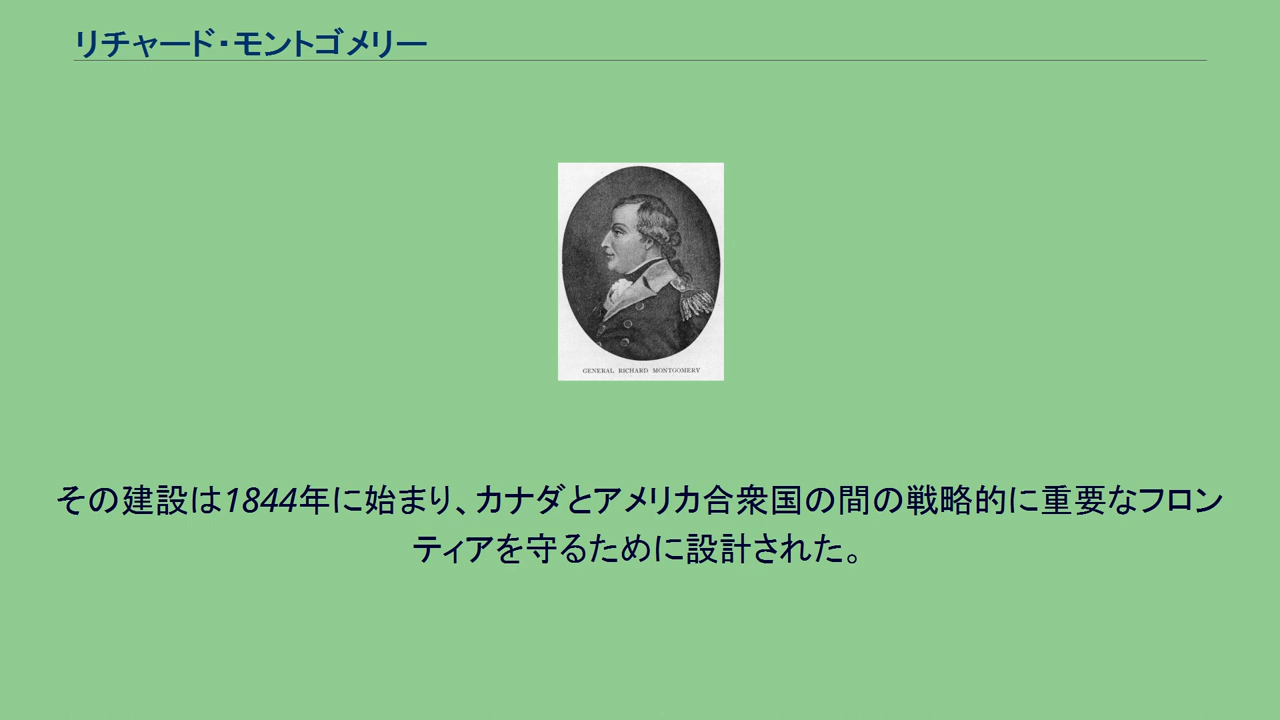 リチャード・モントゴメリー
GENERAL RICHARD MONTGOMERY
その建設は1844年に始まり、カナダとアメリカ合衆国の間の戦略的に重要なフロン
ティアを守るために設計された。